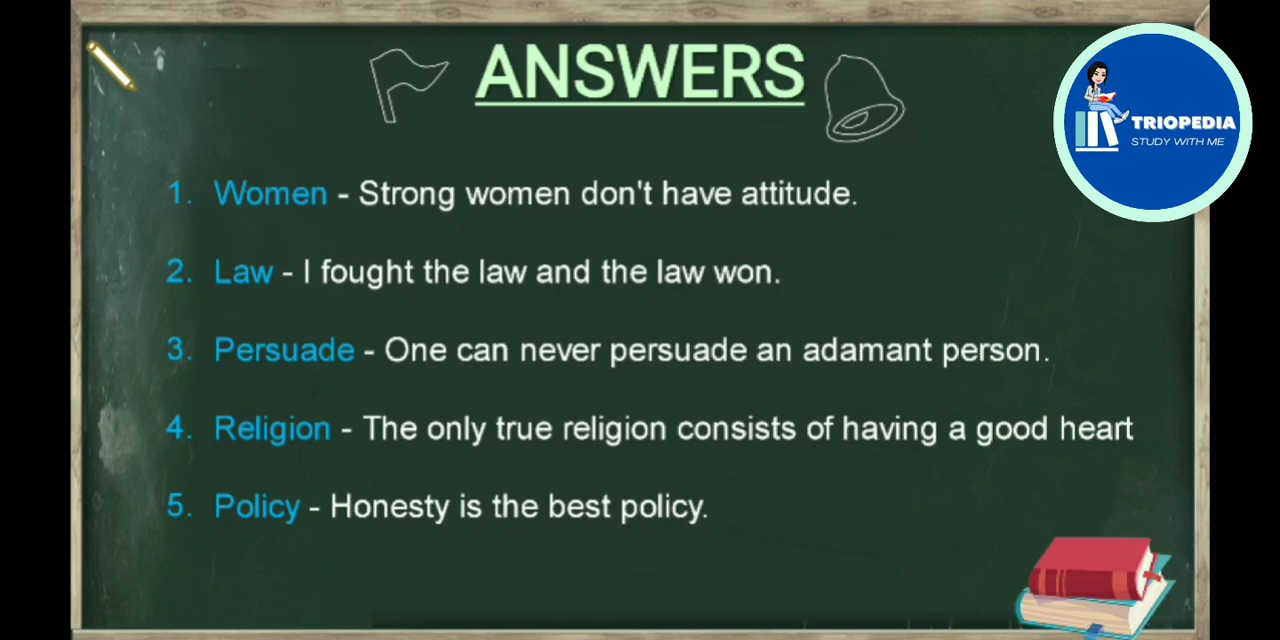 ANSWERS
TRIOPEDIA
STUDY WITH ME
1. Women - Strong women don't have attitude.
2. Law - I fought the law and the law won.
3. Persuade - One can never persuade an adamant person.
4. Religion - The only true religion consists of having a good heart
5. Policy - Honesty is the best policy.